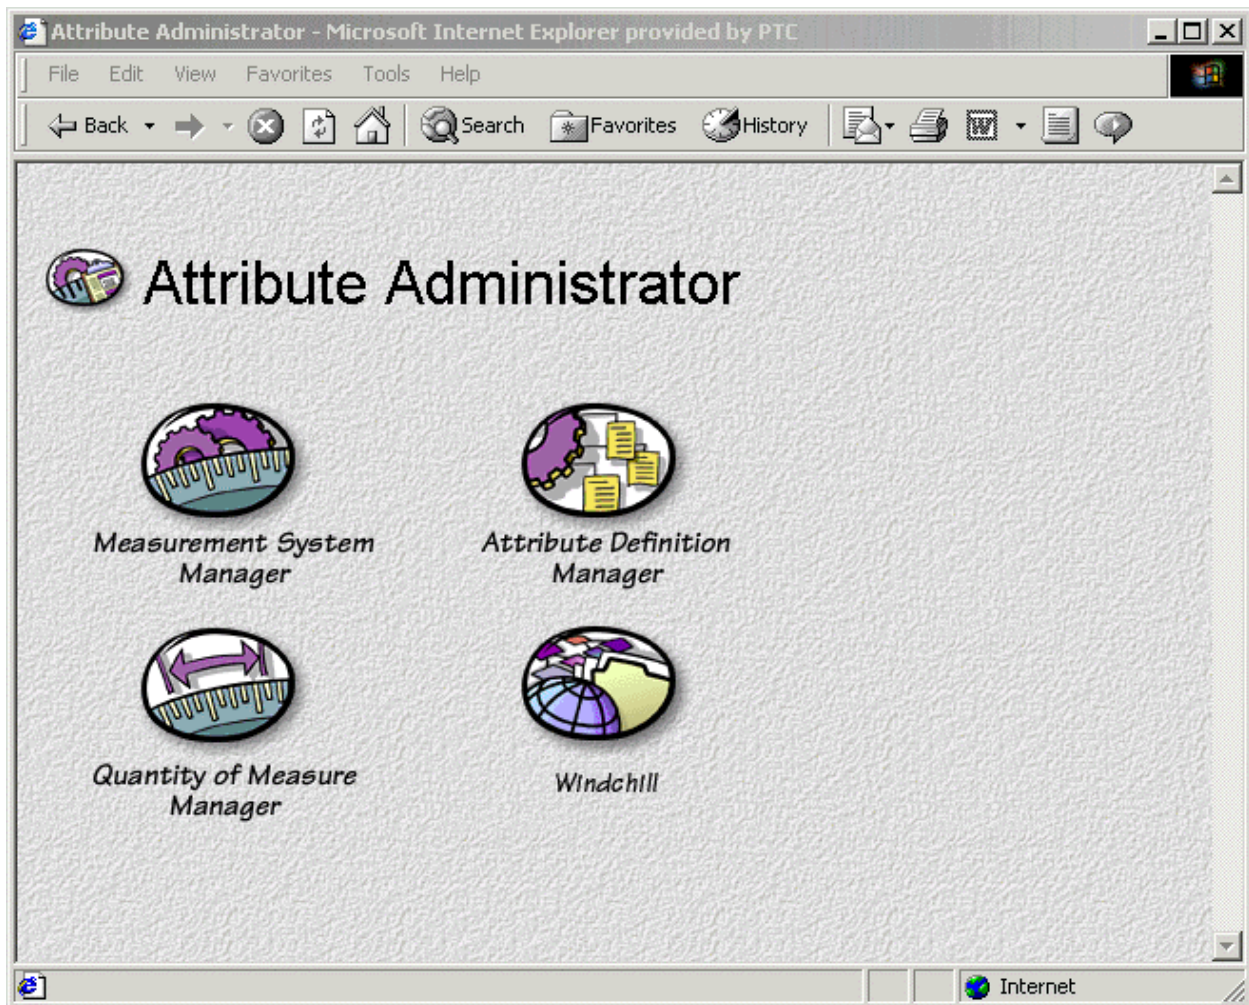 Attribute Administrator - Microsoft Internet Explorer provided by PTC
File Edit View Favorites Tools Help
Back Search Favorites History
Attribute Administrator
Measurement System
Manager
Attribute Definition
Manager
Quantity of Measure
Manager
Windchill
Internet